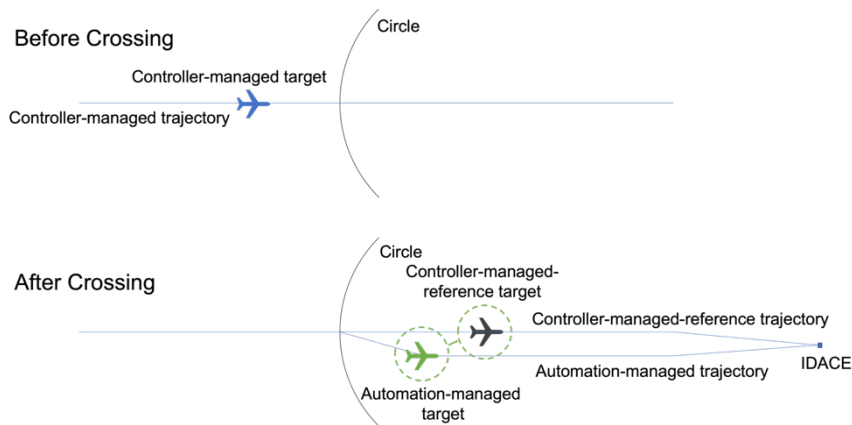 Before Crossing
Circle
Controller-managed target
Controller-managed trajectory
After Crossing
Circle
Controller-managed-
reference target
Controller-managed-reference trajectory
IDACE
Automation-managed trajectory
Automation-managed
target